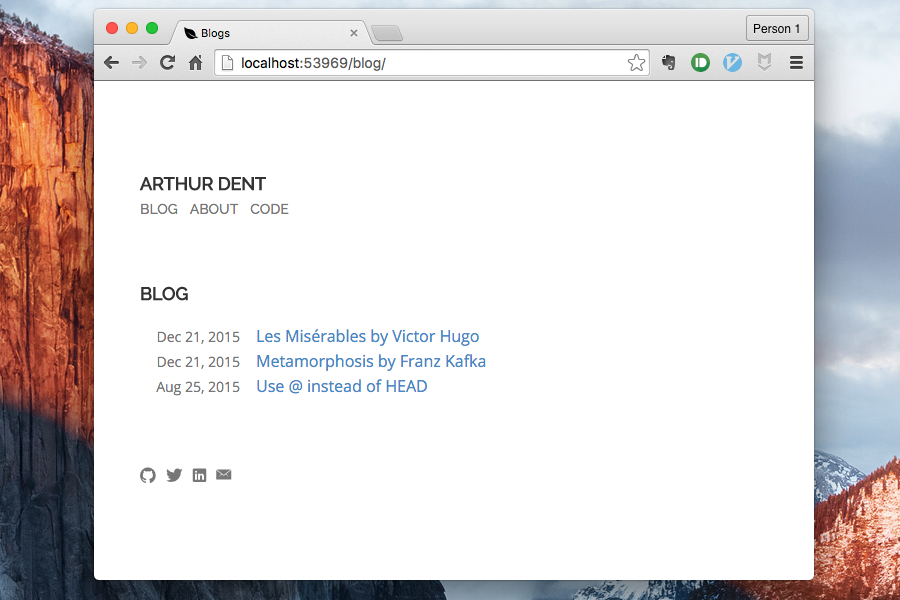 Blogs
Person 1
localhost:53969/blog/
ARTHUR DENT
BLOG ABOUT CODE
BLOG
Dec 21, 2015 Les Misérables by Victor Hugo
Dec 21, 2015 Metamorphosis by Franz Kafka
Aug 25, 2015 Use @ instead of HEAD